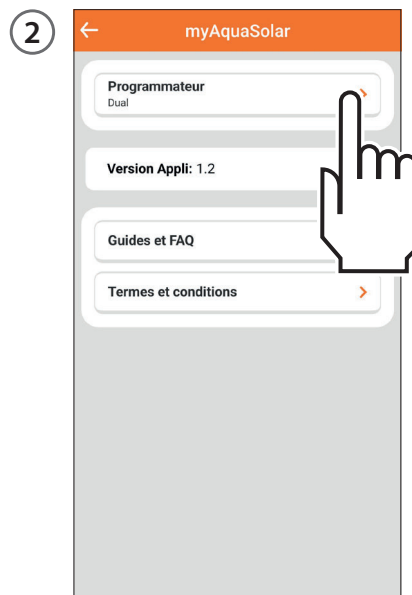 2
myAquaSolar
Programmateur
Dual
Version Appli: 1.2
Guides et FAQ
Termes et conditions